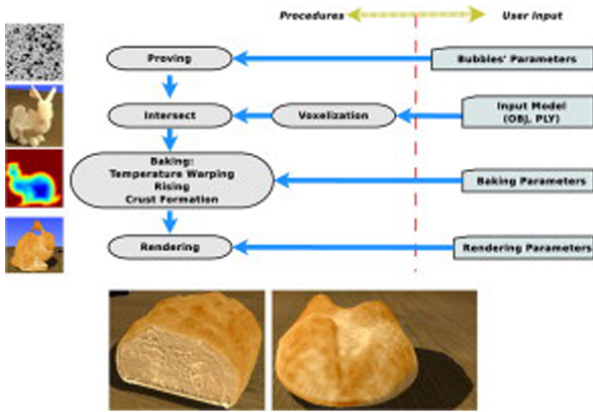 Procedures
User Input
Proving
Bubbles' Parameters
Intersect
Voxelization
Input Model
(OBJ, PLY)
Baking:
Temperature Warping
Rising
Crust Formation
Baking Parameters
Rendering
Rendering Parameters